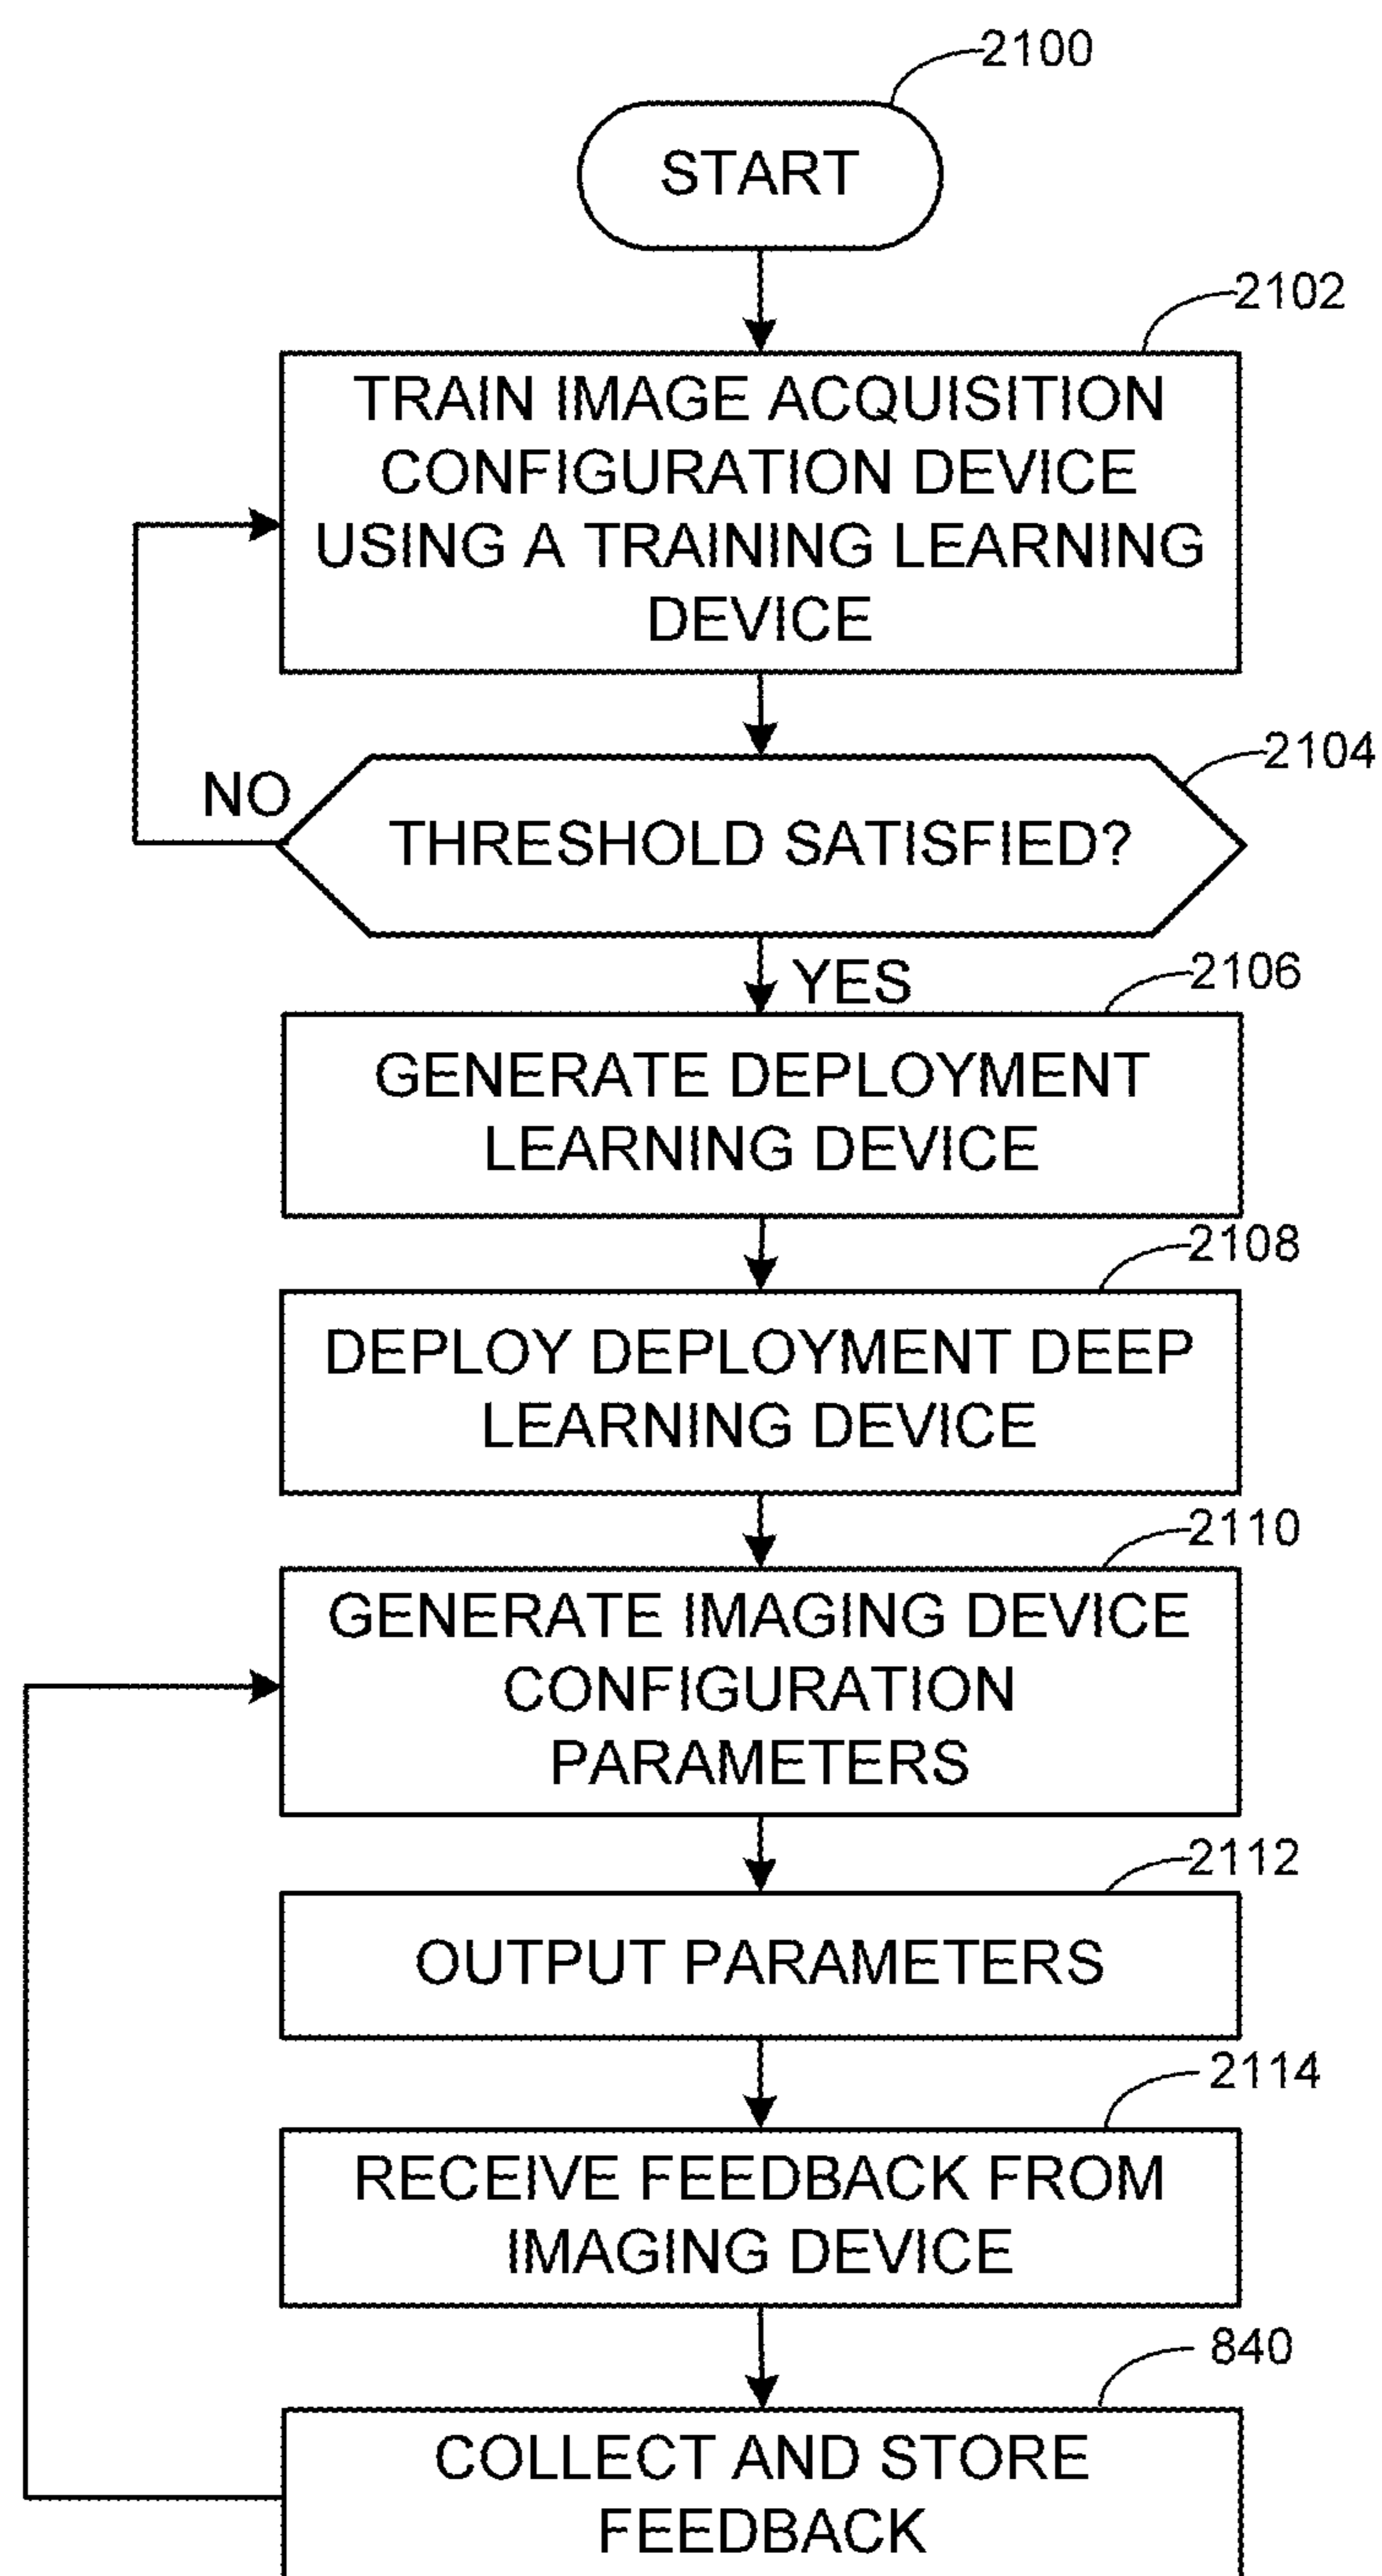 2100
START
2102
TRAIN IMAGE ACQUISITION
CONFIGURATION DEVICE
USING A TRAINING LEARNING
DEVICE
2104
NO
THRESHOLD SATISFIED?
YES
2106
GENERATE DEPLOYMENT
LEARNING DEVICE
2108
DEPLOY DEPLOYMENT DEEP
LEARNING DEVICE
2110
GENERATE IMAGING DEVICE
CONFIGURATION
PARAMETERS
2112
OUTPUT PARAMETERS
2114
RECEIVE FEEDBACK FROM
IMAGING DEVICE
840
COLLECT AND STORE
FEEDBACK